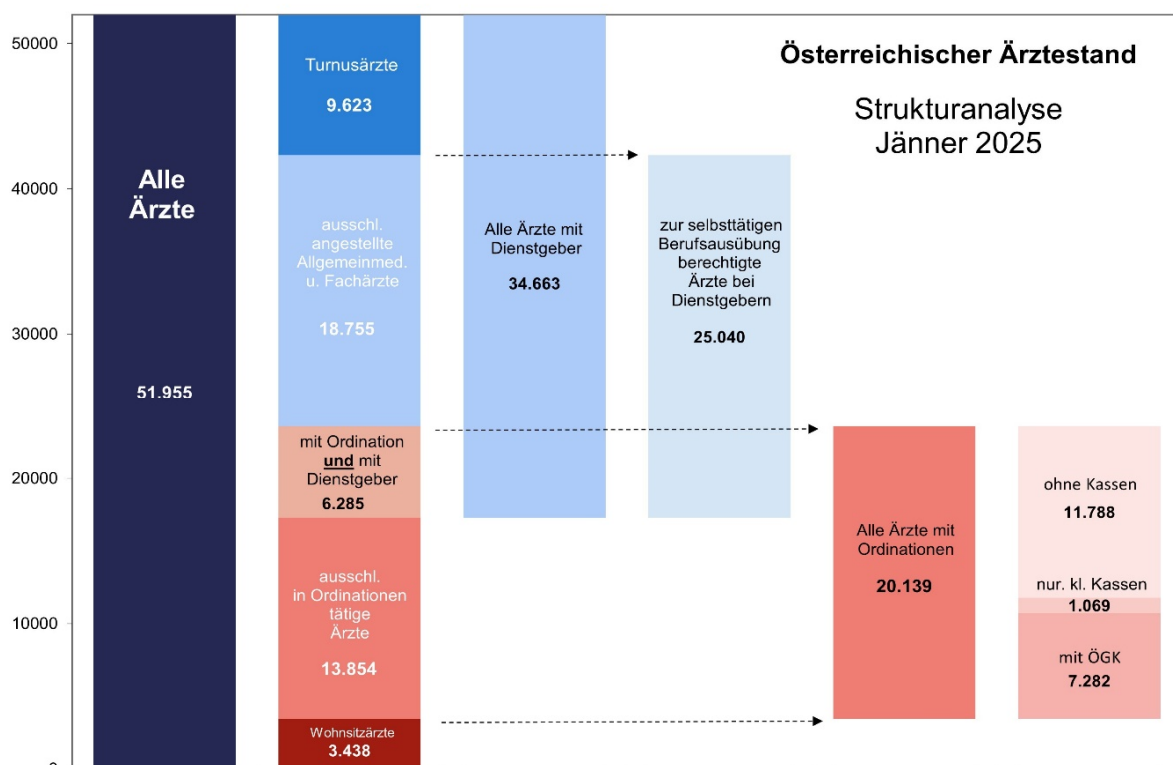 Österreichischer Ärztestand
Strukturanalyse
Jänner 2025
50000
40000
30000
20000
10000
0
Alle
Ärzte
51.955
Turnusärzte
9.623
ausschl.
angestellte
Allgemeinmed.
u. Fachärzte
18.755
mit Ordination
und mit
Dienstgeber
6.285
ausschl.
in Ordinationen
tätige
Ärzte
13.854
Wohnsitzärzte
3.438
Alle Ärzte mit
Dienstgeber
34.663
zur selbsttätigen
Berufsausübung
berechtigte
Ärzte bei
Dienstgebern
25.040
Alle Ärzte mit
Ordinationen
20.139
ohne Kassen
11.788
nur. kl. Kassen
1.069
mit ÖGK
7.282